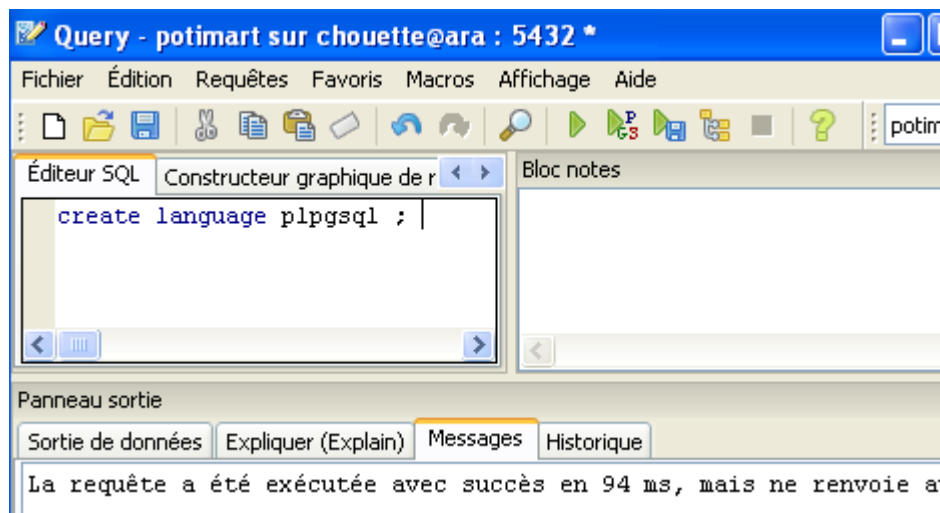 Query - potimart sur chouette@ara : 5432 *
Fichier Édition Requêtes Favoris Macros Affichage Aide
potim
Éditeur SQL Constructeur graphique de r Bloc notes
create language plpgsql ;
Panneau sortie
Sortie de données Expliquer (Explain) Messages Historique
La requête a été exécutée avec succès en 94 ms, mais ne renvoie